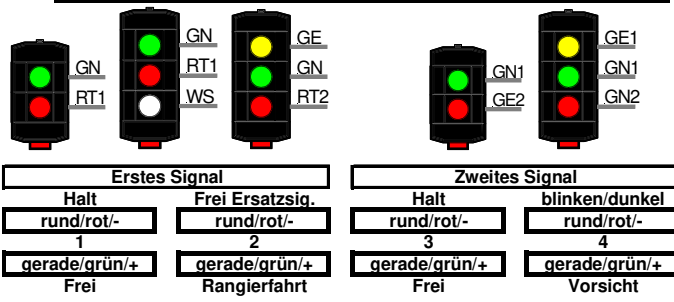 GN
RT1
GN
RT1
WS
GE
GN
RT2
GN1
GE2
GE1
GN1
GN2
Erstes Signal
Zweites Signal
Halt Frei Ersatzsig. Halt blinken/dunkel
rund/rot/- rund/rot/- rund/rot/- rund/rot/-
1 2 3 4
gerade/grün/+ gerade/grün/+ gerade/grün/+ gerade/grün/+
Frei Rangierfahrt Frei Vorsicht